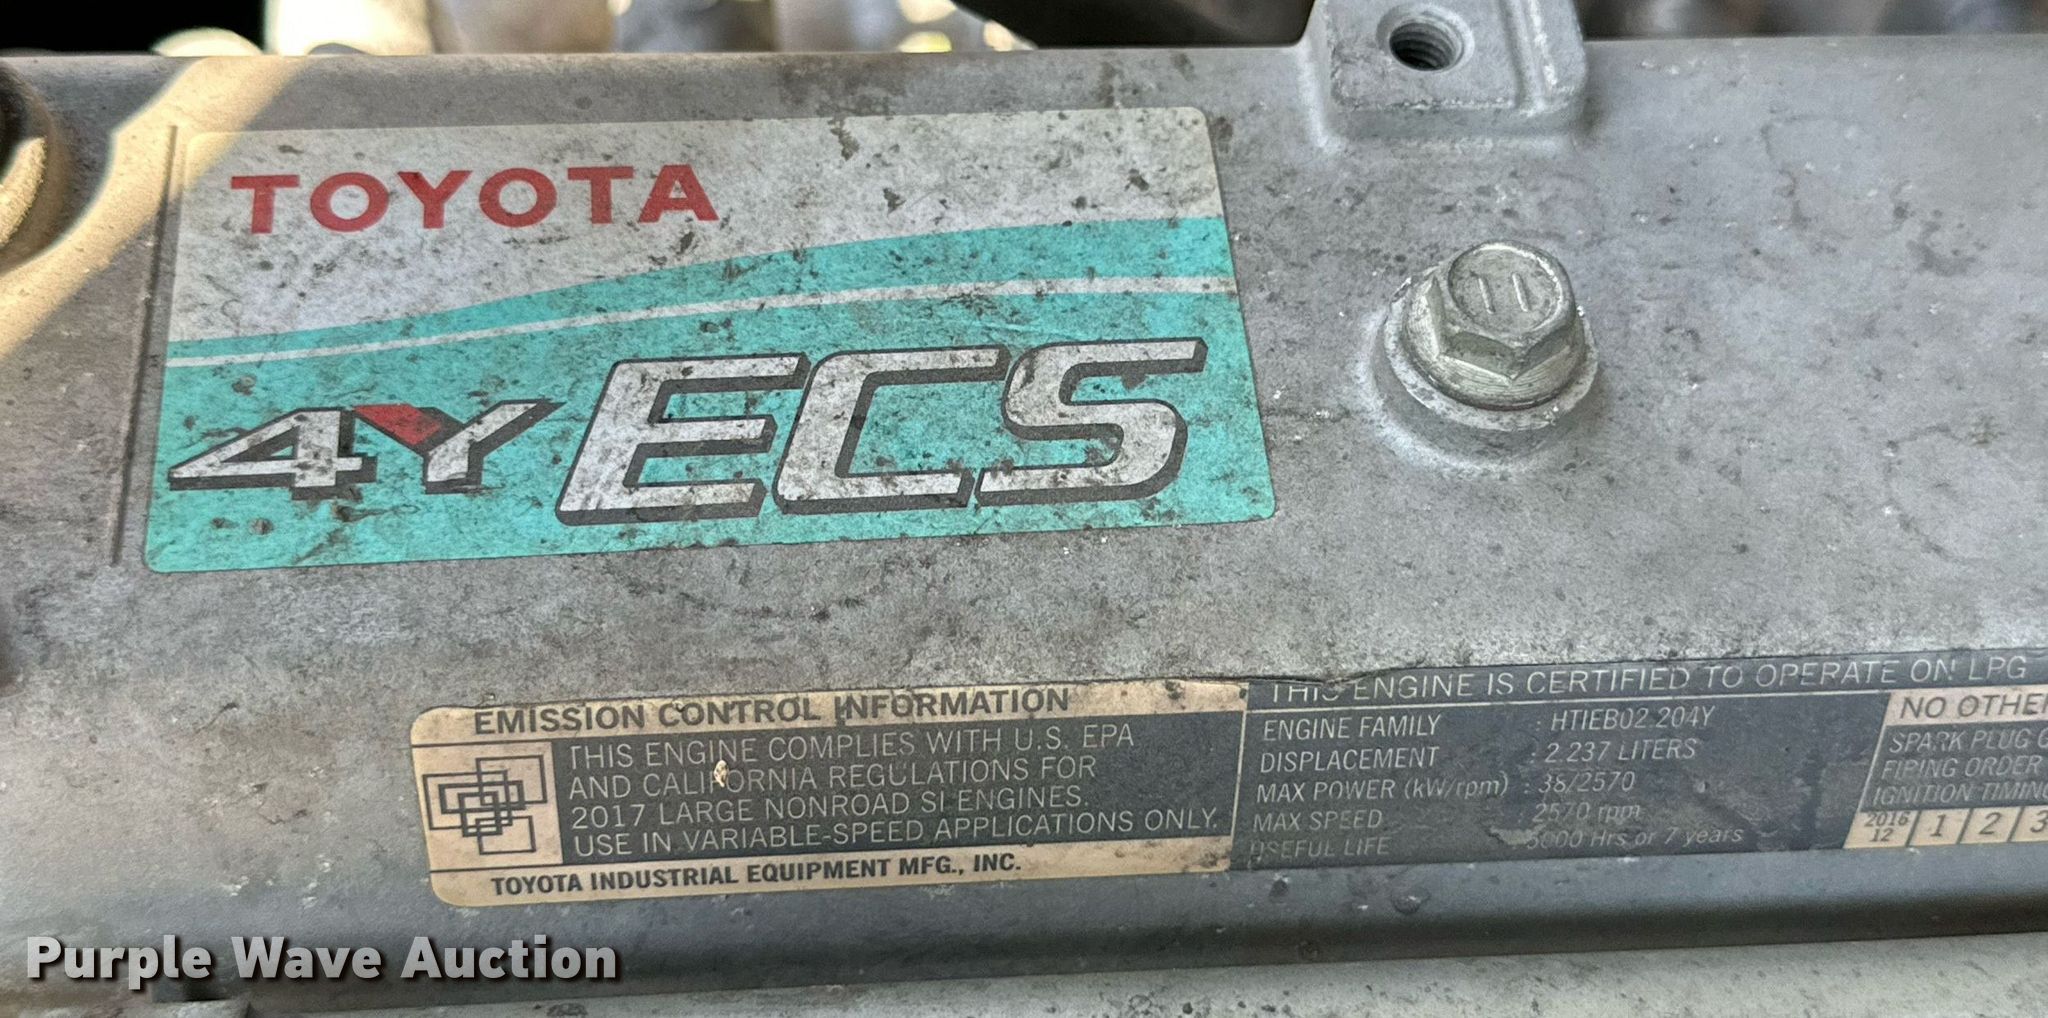 TOYOTA
4Y ECS
11
EMISSION CONTROL INFORMATION
THIS ENGINE COMPLIES WITH U.S. EPA
AND CALIFORNIA REGULATIONS FOR
2017 LARGE NONROAD SI ENGINES.
USE IN VARIABLE-SPEED APPLICATIONS ONLY.
TOYOTA INDUSTRIAL EQUIPMENT MFG., INC.
THIS ENGINE IS CERTIFIED TO OPERATE ON LPG
ENGINE FAMILY : HTIEB02.204Y
DISPLACEMENT : 2.237 LITERS
MAX POWER (kW/rpm) : 38/2570
MAX SPEED : 2570 rpm
USEFUL LIFE 5000 Hrs or 7 years
NO OTHER
SPARK PLUG
FIRING ORDER
IGNITION TIMING
2016
12 1 2 3
Purple Wave Auction